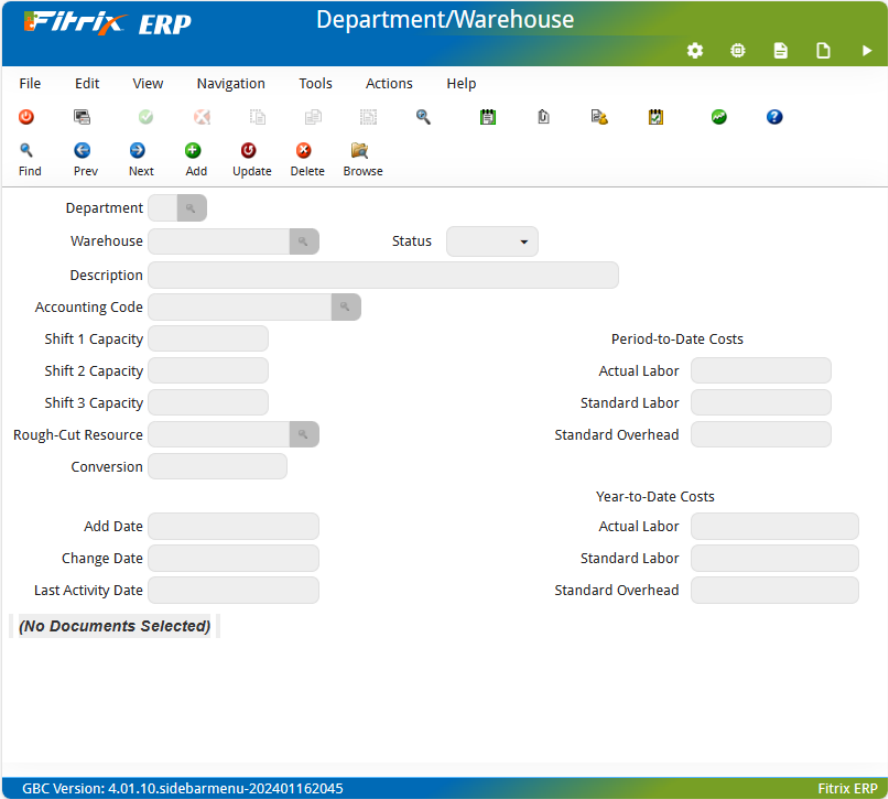 Fitrix ERP
Department/Warehouse
File Edit View Navigation Tools Actions Help
Find Prev Next Add Update Delete Browse
Department
Warehouse Status
Description
Accounting Code
Shift 1 Capacity Period-to-Date Costs
Shift 2 Capacity Actual Labor
Shift 3 Capacity Standard Labor
Rough-Cut Resource Standard Overhead
Conversion
Year-to-Date Costs
Add Date Actual Labor
Change Date Standard Labor
Last Activity Date Standard Overhead
(No Documents Selected)
GBC Version: 4.01.10.sidebarmenu-202401162045 Fitrix ERP